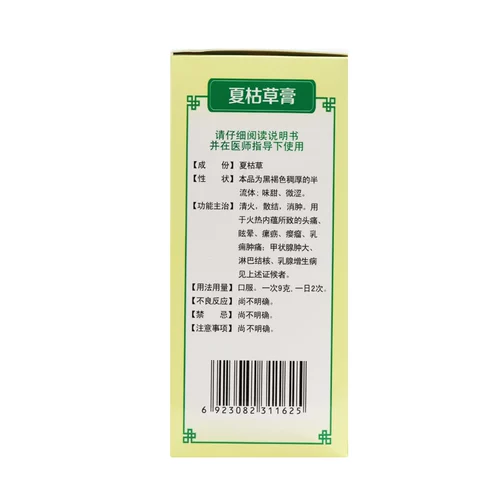 夏枯草膏
请仔细阅读说明书
并在医师指导下使用
【成　份】夏枯草
【性　状】本品为黑褐色稠厚的半
流体；味甜、微涩。
【功能主治】清火，散结，消肿。用
于火热内蕴所致的头痛、
眩晕、瘰疬、瘿瘤、乳
痈肿痛；甲状腺肿大、
淋巴结核、乳腺增生病
见上述证候者。
【用法用量】口服。一次9克,一日2次。
【不良反应】尚不明确。
【禁　忌】尚不明确。
【注意事项】尚不明确。
6 923082 311625